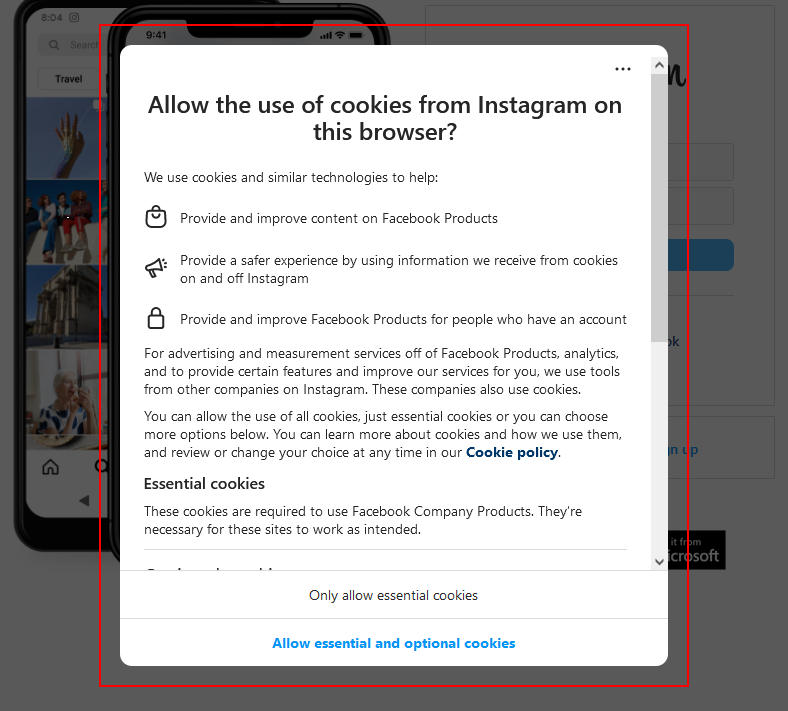 8:04
9:41
Search
Travel
Allow the use of cookies from Instagram on
this browser?
We use cookies and similar technologies to help:
Provide and improve content on Facebook Products
Provide a safer experience by using information we receive from cookies
on and off Instagram
Provide and improve Facebook Products for people who have an account
For advertising and measurement services off of Facebook Products, analytics,
and to provide certain features and improve our services for you, we use tools
from other companies on Instagram. These companies also use cookies.
You can allow the use of all cookies, just essential cookies or you can choose
more options below. You can learn more about cookies and how we use them,
and review or change your choice at any time in our Cookie policy.
Essential cookies
These cookies are required to use Facebook Company Products. They’re
necessary for these sites to work as intended.
Only allow essential cookies
Allow essential and optional cookies
ok
n up
it from
crosoft